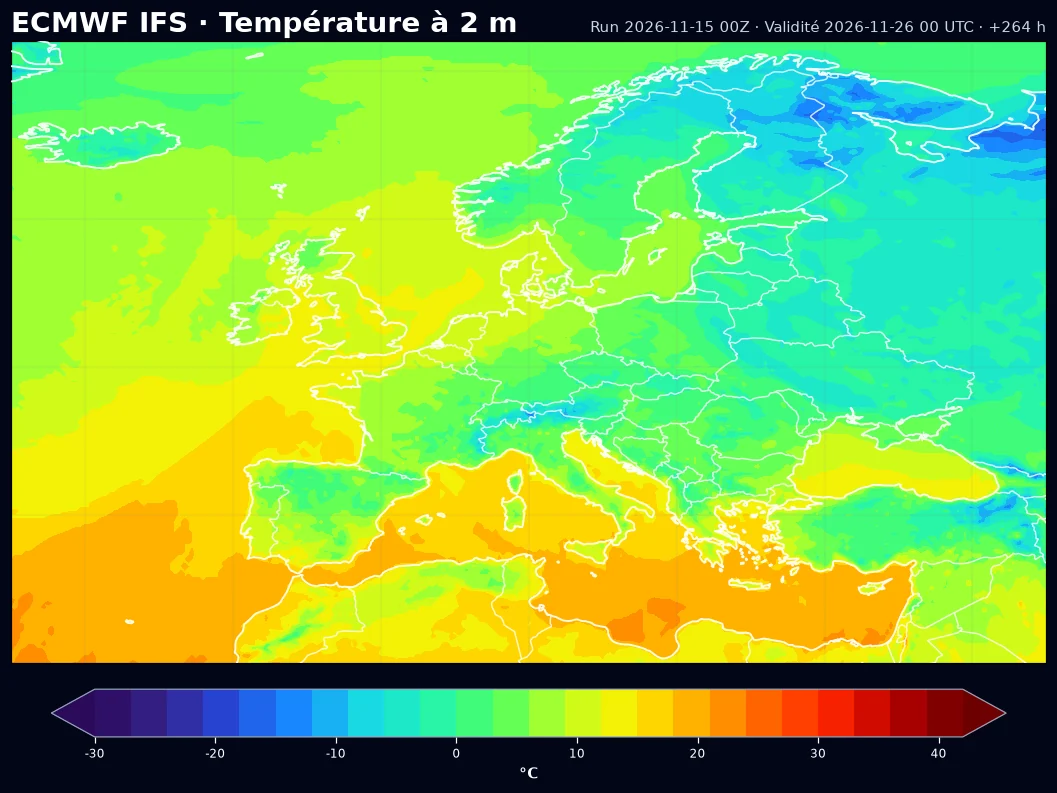 ECMWF IFS · Température à 2 m
Run 2026-11-15 00Z · Validité 2026-11-26 00 UTC · +264 h
-30 -20 -10 0 10 20 30 40
°C